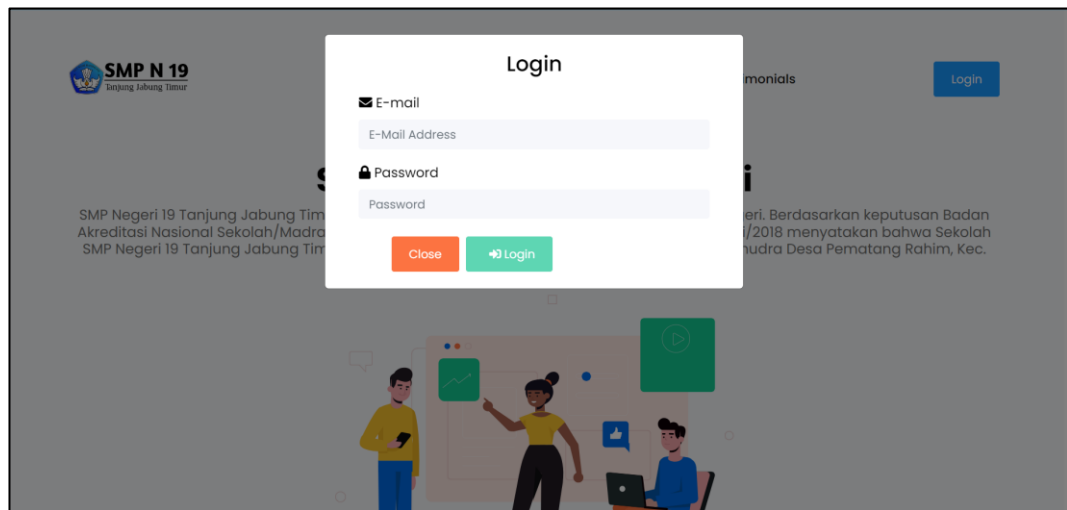 SMP N 19
Tanjung Jabung Timur
Login
monials
Login
E-mail
E-Mail Address
Password
Password
Close
Login
SMP Negeri 19 Tanjung Jabung Tim
eri. Berdasarkan keputusan Badan
Akreditasi Nasional Sekolah/Madra
/2018 menyatakan bahwa Sekolah
SMP Negeri 19 Tanjung Jabung Tim
udra Desa Pematang Rahim, Kec.